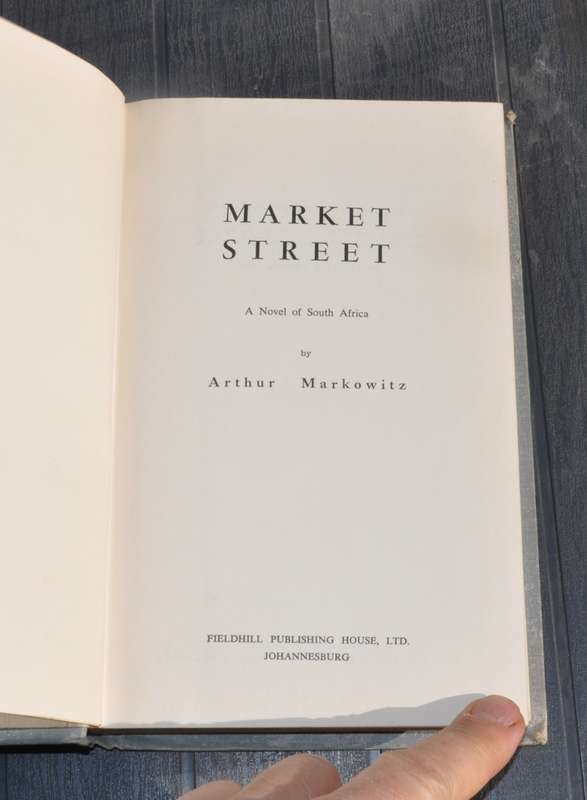 MARKET
STREET
A Novel of South Africa
by
Arthur Markowitz
FIELDHILL PUBLISHING HOUSE, LTD.
JOHANNESBURG